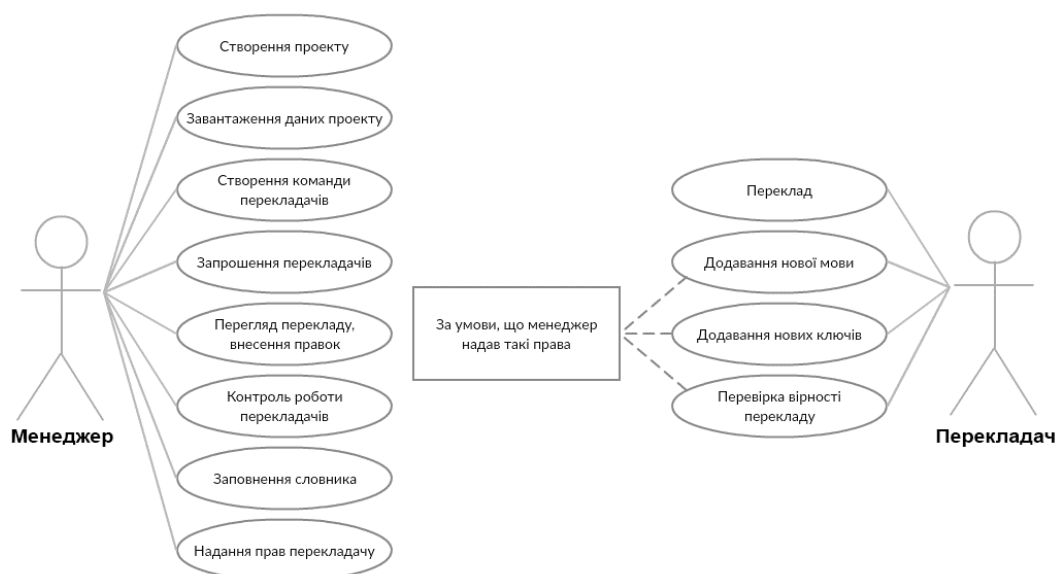 Створення проекту
Завантаження даних проекту
Створення команди
перекладачів
Запрошення перекладачів
Перегляд перекладу,
внесення правок
Контроль роботи
перекладачів
Заповнення словника
Надання прав перекладачу
Менеджер
За умови, що менеджер
надав такі права
Переклад
Додавання нової мови
Додавання нових ключів
Перевірка вірності
перекладу
Перекладач